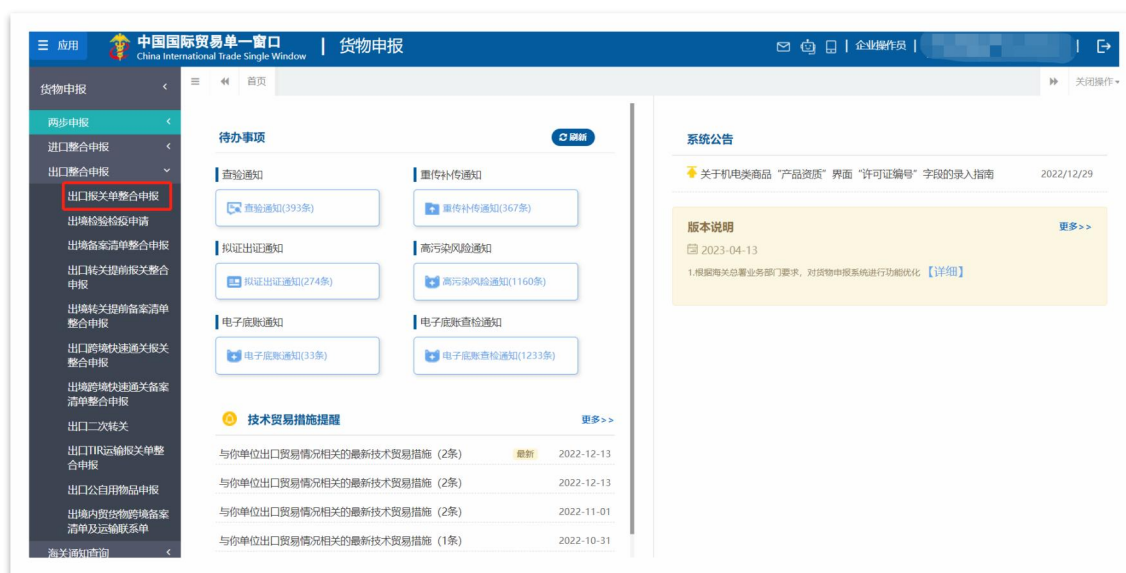 应用
中国国际贸易单一窗口
China International Trade Single Window
货物申报
企业操作员
货物申报
首页
关闭操作
两步申报
进口整合申报
出口整合申报
出口报关单整合申报
出境检验检疫申请
出境备案清单整合申报
出口转关提前报关整合
申报
出境转关提前备案清单
整合申报
出口跨境快速通关报关
整合申报
出境跨境快速通关备案
清单整合申报
出口二次转关
出口TIR运输报关单整
合申报
出口公自用物品申报
出境内贸货物跨境备案
清单及运输联系单
海关通知查询
待办事项
刷新
查验通知
重传补传通知
查验通知(393条)
重传补传通知(367条)
拟证出证通知
高污染风险通知
拟证出证通知(274条)
高污染风险通知(1160条)
电子底账通知
电子底账查检通知
电子底账通知(33条)
电子底账查检通知(1233条)
技术贸易措施提醒
更多>>
与你单位出口贸易情况相关的最新技术贸易措施（2条） 最新 2022-12-13
与你单位出口贸易情况相关的最新技术贸易措施（2条） 2022-12-13
与你单位出口贸易情况相关的最新技术贸易措施（2条） 2022-11-01
与你单位出口贸易情况相关的最新技术贸易措施（1条） 2022-10-31
系统公告
关于机电类商品“产品资质”界面“许可证编号”字段的录入指南 2022/12/29
版本说明
更多>>
2023-04-13
1.根据海关总署业务部门要求，对货物申报系统进行功能优化【详细】